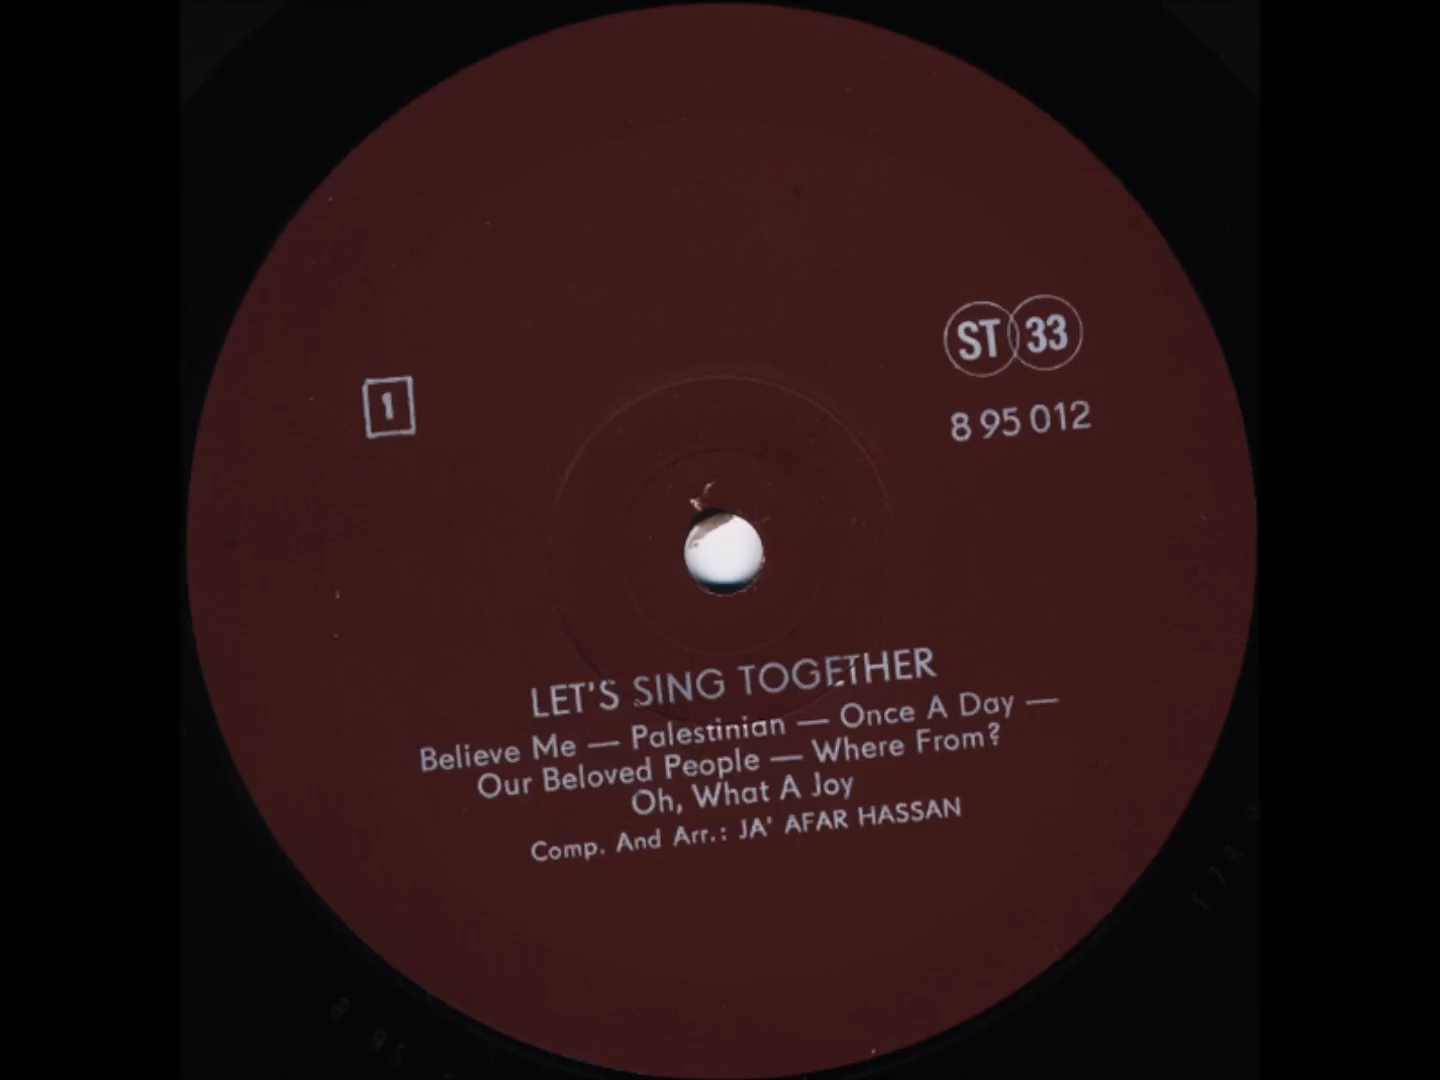 ST 33
1
8 95 012
LET'S SING TOGETHER
Believe Me — Palestinian — Once A Day —
Our Beloved People — Where From?
Oh, What A Joy
Comp. And Arr.: JA' AFAR HASSAN